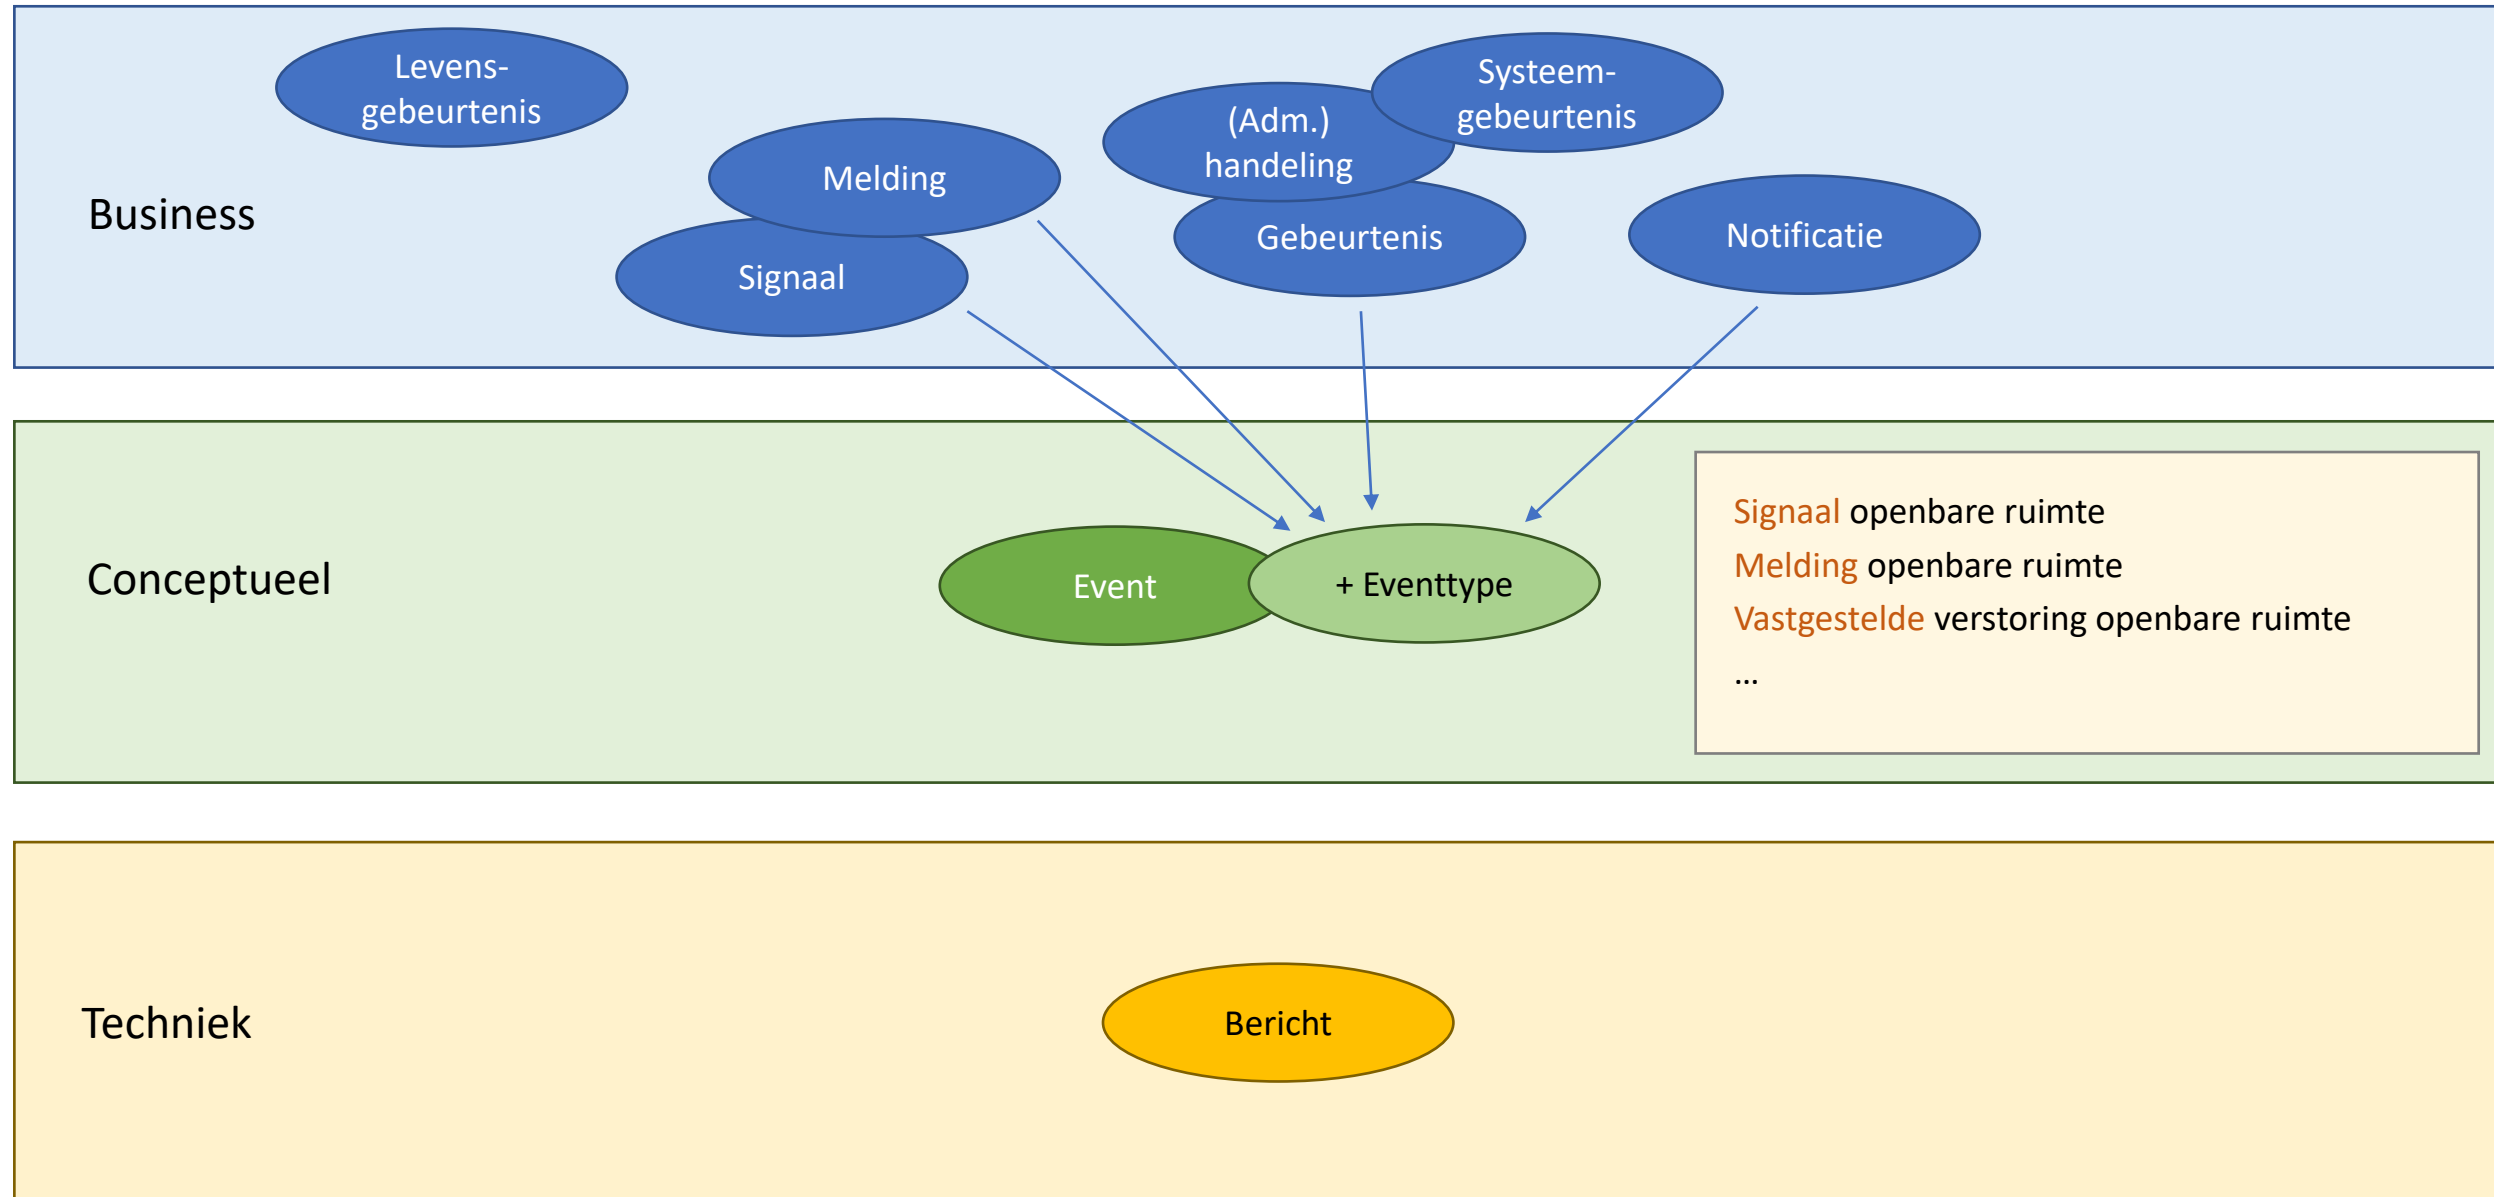 Levens-
gebeurtenis
Systeem-
gebeurtenis
(Adm.)
handeling
Melding
Business
Gebeurtenis
Notificatie
Signaal
Signaal openbare ruimte
Melding openbare ruimte
Vastgestelde verstoring openbare ruimte
...
Conceptueel
Event
+ Eventtype
Techniek
Bericht